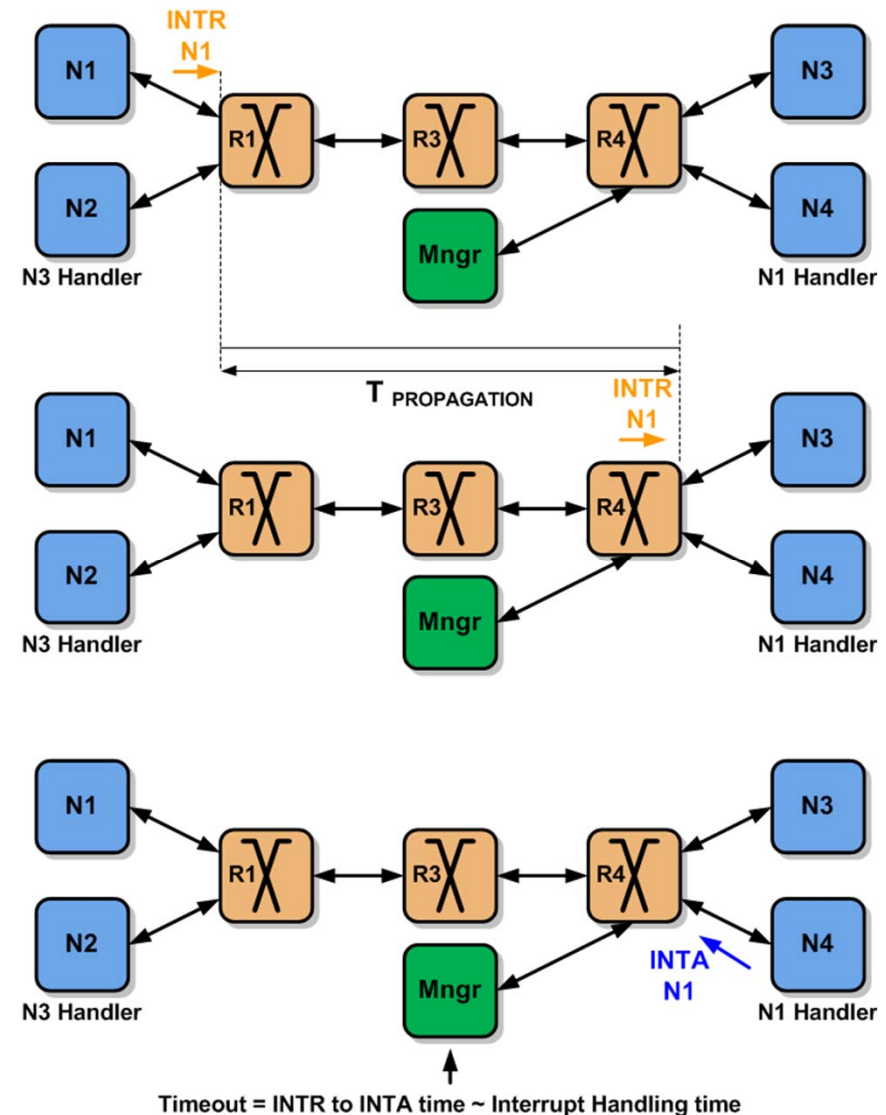 INTR
N1
N1
N3
R1
R3
R4
N2
Mngr
N4
N3 Handler
N1 Handler
T PROPAGATION
INTR
N1
N1
N3
R1
R3
R4
N2
Mngr
N4
N3 Handler
N1 Handler
N1
N3
R1
R3
R4
N2
Mngr
INTA
N1
N4
N3 Handler
N1 Handler
Timeout = INTR to INTA time ~ Interrupt Handling time